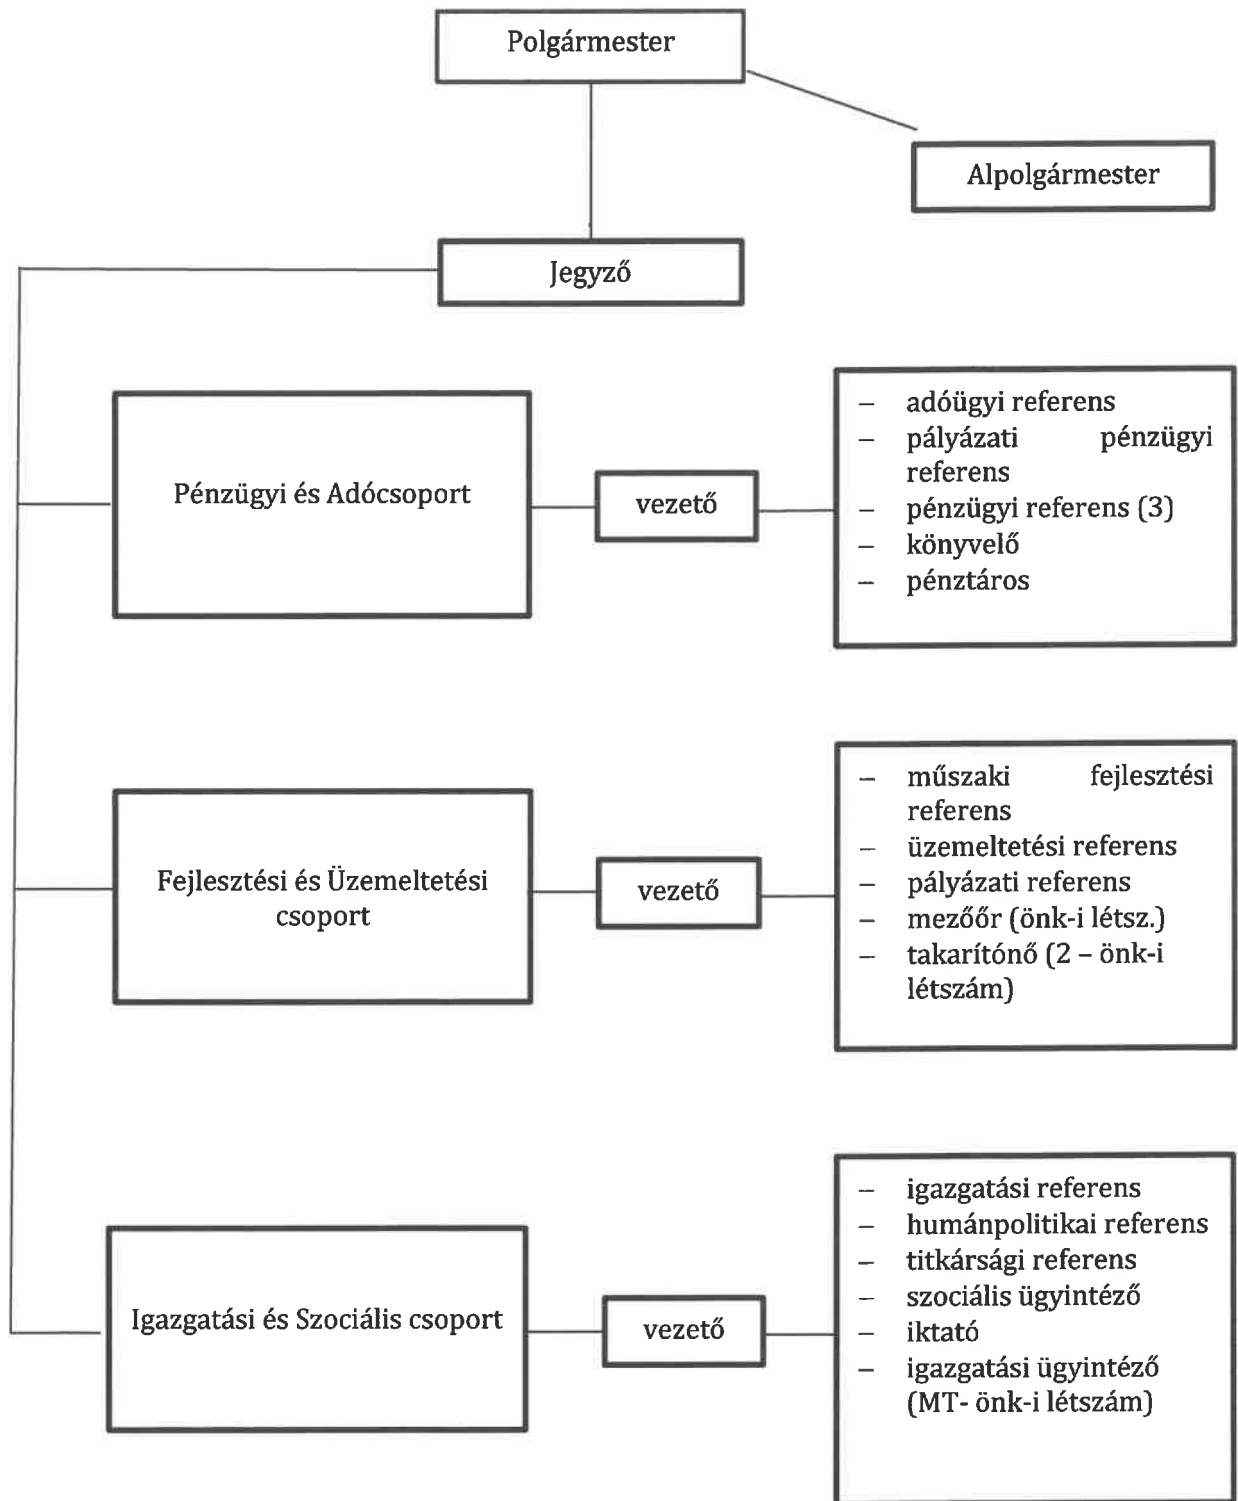 Polgármester
Alpolgármester
Jegyző
Pénzügyi és Adócsoport
vezető
– adóügyi referens
– pályázati pénzügyi
referens
– pénzügyi referens (3)
– könyvelő
– pénztáros
Fejlesztési és Üzemeltetési
csoport
vezető
– műszaki fejlesztési
referens
– üzemeltetési referens
– pályázati referens
– mezőőr (önk-i létsz.)
– takarítónő (2 – önk-i
létszám)
Igazgatási és Szociális csoport
vezető
– igazgatási referens
– humánpolitikai referens
– titkársági referens
– szociális ügyintéző
– iktató
– igazgatási ügyintéző
(MT- önk-i létszám)